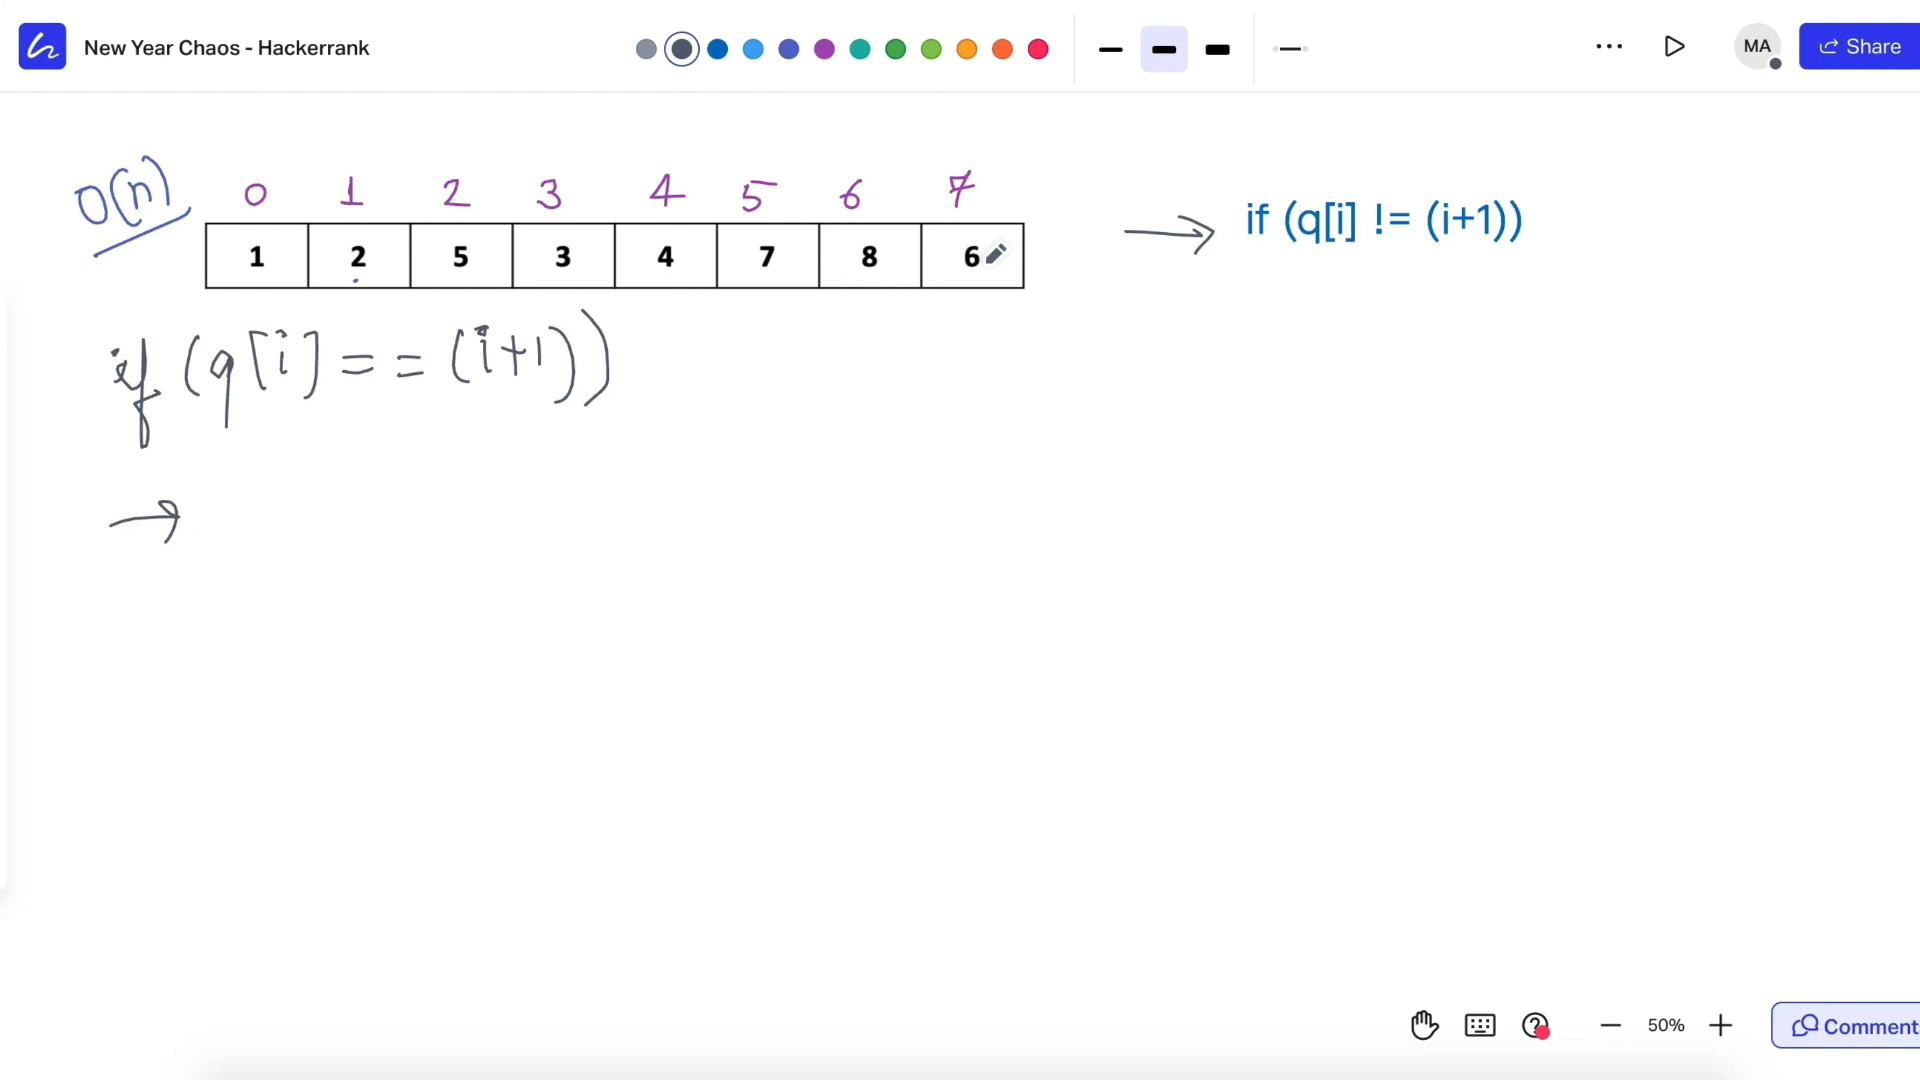 New Year Chaos - Hackerrank
MA
Share
O(n)
0 1 2 3 4 5 6 7
1 2 5 3 4 7 8 6
if (q[i] != (i+1))
if (q[i] == (i+1))
50%
Comment